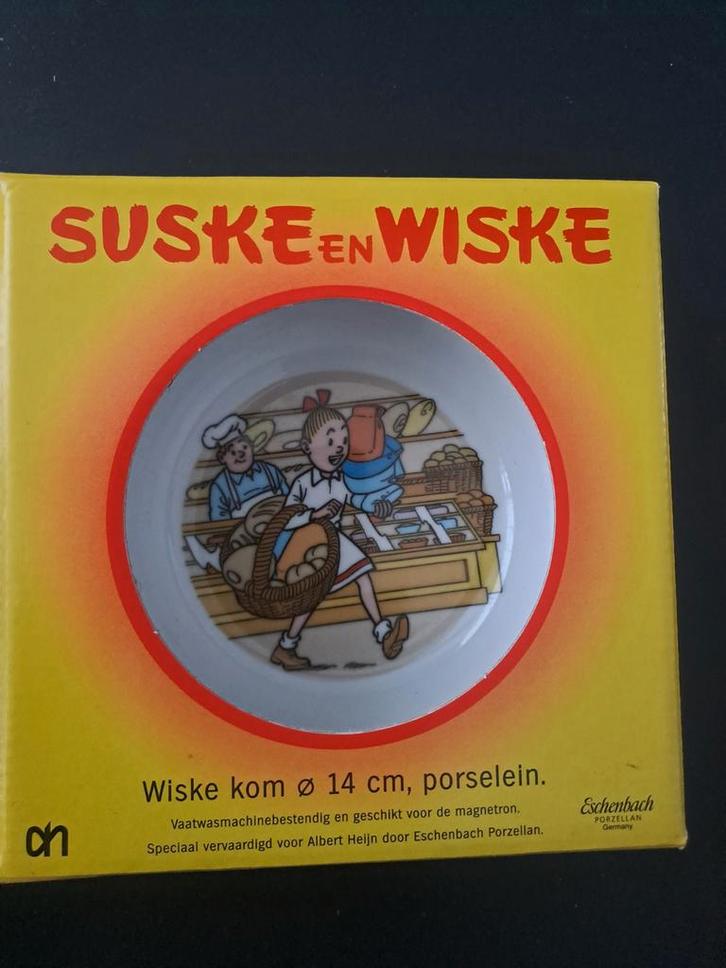 SUSKE EN WISKE
Wiske kom ø 14 cm, porselein.
Vaatwasmachinebestendig en geschikt voor de magnetron.
Speciaal vervaardigd voor Albert Heijn door Eschenbach Porzellan.
ah
Eschenbach
PORZELLAN
Germany